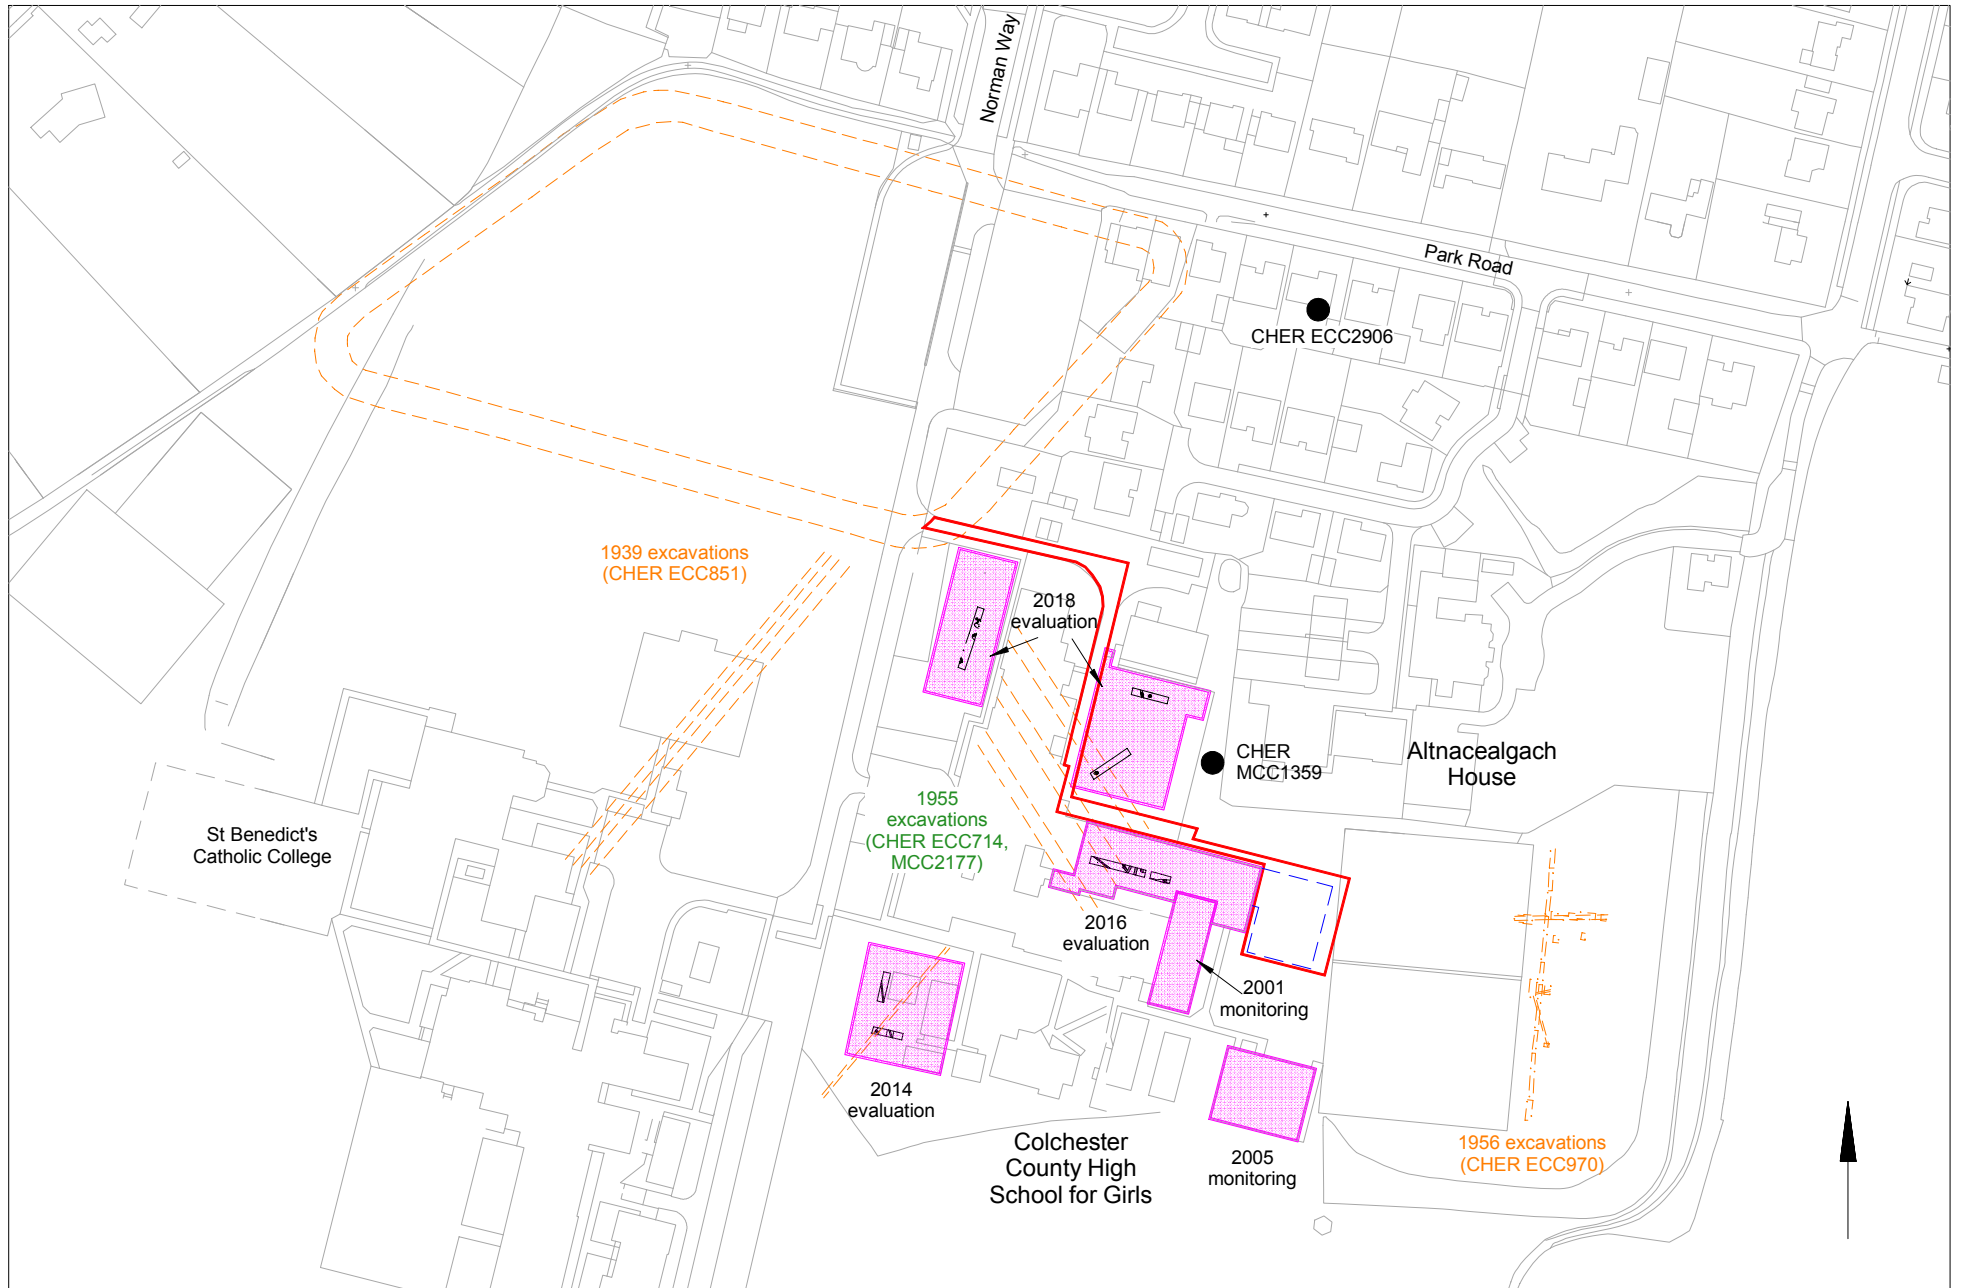 Norman Way
Park Road
CHER ECC2906
1939 excavations
(CHER ECC851)
2018
evaluation
CHER
MCC1359
Altnacealgach
House
1955
excavations
(CHER ECC714,
MCC2177)
St Benedict's
Catholic College
2016
evaluation
2001
monitoring
2014
evaluation
Colchester
County High
School for Girls
2005
monitoring
1956 excavations
(CHER ECC970)